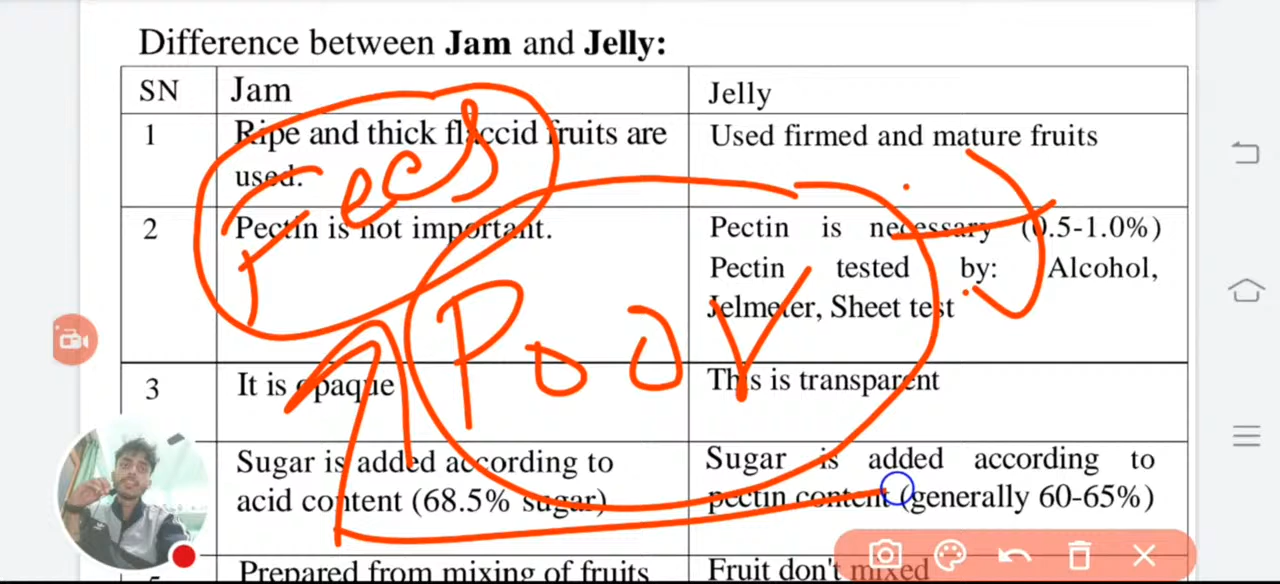 Difference between Jam and Jelly:
SN Jam Jelly
1 Ripe and thick flaccid fruits are used. Used firmed and mature fruits
2 Pectin is not important. Pectin is necessary (0.5-1.0%)
Pectin tested by: Alcohol,
Jelmeter, Sheet test
3 It is opaque This is transparent
Sugar is added according to
acid content (68.5% sugar)
Sugar is added according to
pectin content (generally 60-65%)
Prepared from mixing of fruits
Fruit don't mixed
Fecs
Poor